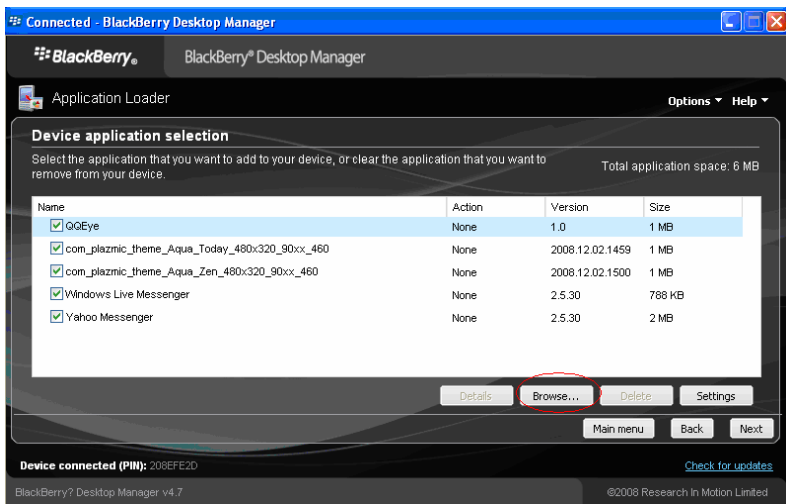 Connected - BlackBerry Desktop Manager
BlackBerry® BlackBerry® Desktop Manager
Application Loader Options Help
Device application selection
Select the application that you want to add to your device, or clear the application that you want to
remove from your device.
Total application space: 6 MB
Name Action Version Size
QQEye None 1.0 1 MB
com_plazmic_theme_Aqua_Today_480x320_90xx_460 None 2008.12.02.1459 1 MB
com_plazmic_theme_Aqua_Zen_480x320_90xx_460 None 2008.12.02.1500 1 MB
Windows Live Messenger None 2.5.30 788 KB
Yahoo Messenger None 2.5.30 2 MB
Details Browse... Delete Settings
Main menu Back Next
Device connected (PIN): 208EFE2D Check for updates
BlackBerry? Desktop Manager v4.7 ©2008 Research In Motion Limited